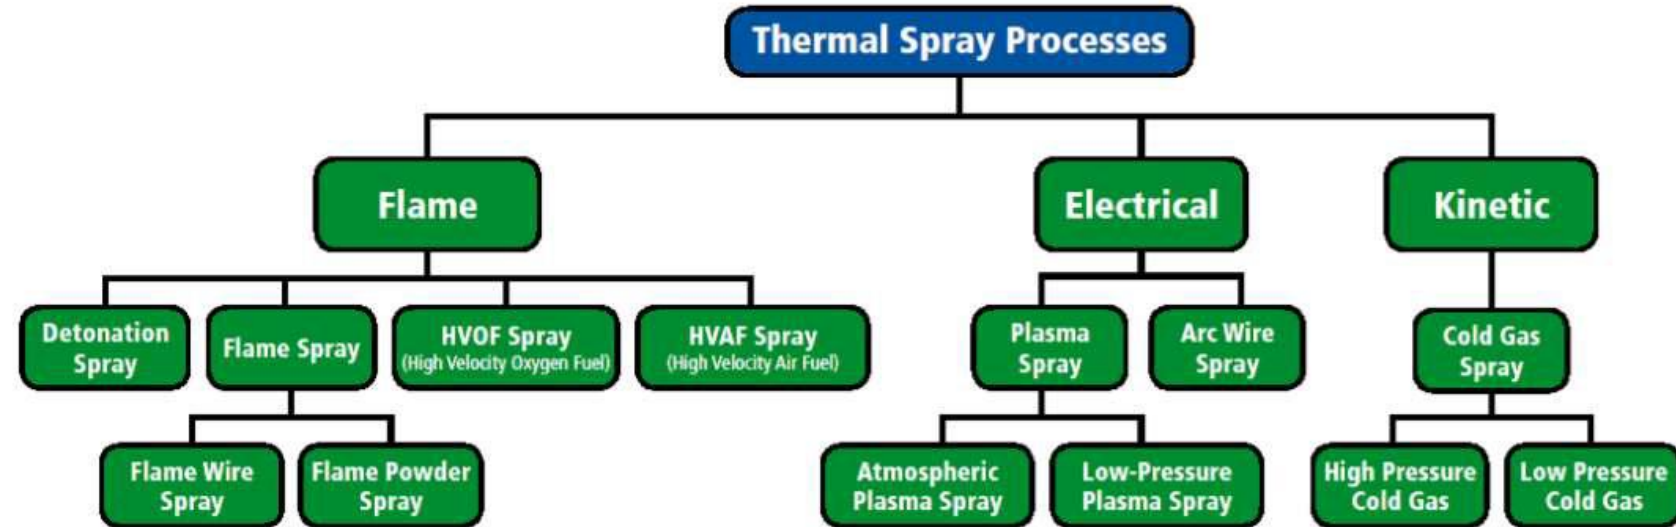 Thermal Spray Processes
Flame
Electrical
Kinetic
Detonation
Spray
Flame Spray
HVOF Spray
(High Velocity Oxygen Fuel)
HVAF Spray
(High Velocity Air Fuel)
Plasma
Spray
Arc Wire
Spray
Cold Gas
Spray
Flame Wire
Spray
Flame Powder
Spray
Atmospheric
Plasma Spray
Low-Pressure
Plasma Spray
High Pressure
Cold Gas
Low Pressure
Cold Gas